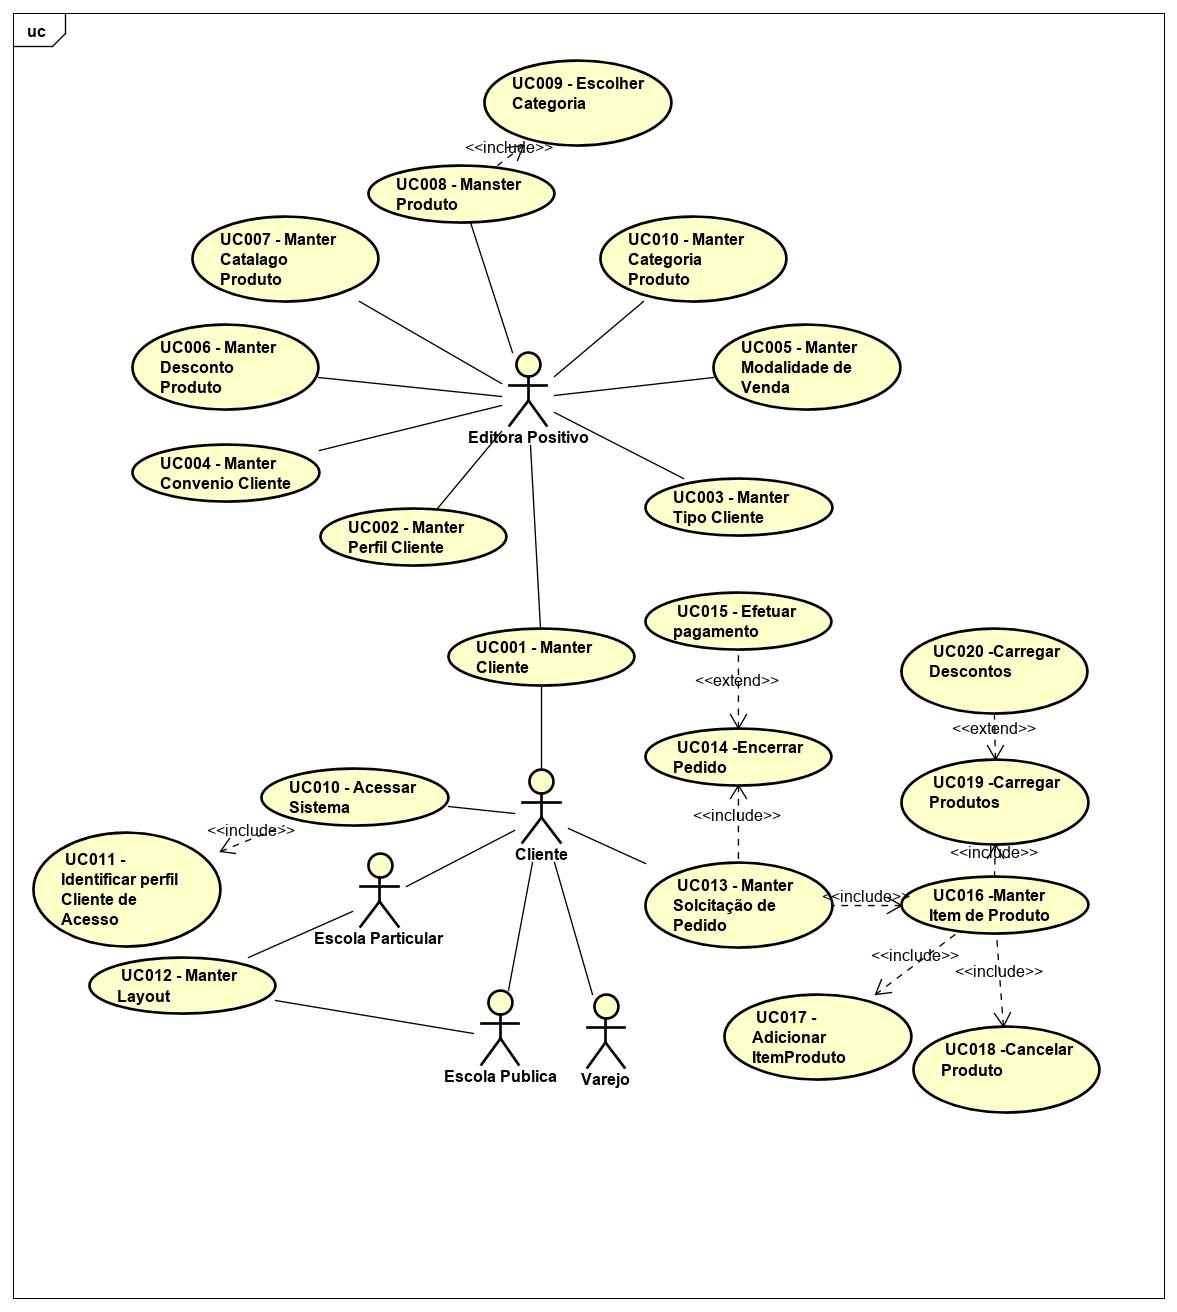 uc
UC009 - Escolher
Categoria
<<include>>
UC008 - Manster
Produto
UC007 - Manter
Catalago
Produto
UC010 - Manter
Categoria
Produto
UC006 - Manter
Desconto
Produto
UC005 - Manter
Modalidade de
Venda
Editora Positivo
UC004 - Manter
Convenio Cliente
UC003 - Manter
Tipo Cliente
UC002 - Manter
Perfil Cliente
UC015 - Efetuar
pagamento
UC001 - Manter
Cliente
UC020 -Carregar
Descontos
<<extend>>
<<extend>>
UC014 -Encerrar
Pedido
UC019 -Carregar
Produtos
UC010 - Acessar
Sistema
<<include>>
<<include>>
Cliente
<<include>>
UC011 -
Identificar perfil
Cliente de
Acesso
UC013 - Manter
Solcitação de
Pedido
<<include>>
UC016 -Manter
Item de Produto
Escola Particular
<<include>>
<<include>>
UC012 - Manter
Layout
UC017 -
Adicionar
ItemProduto
UC018 -Cancelar
Produto
Escola Publica
Varejo